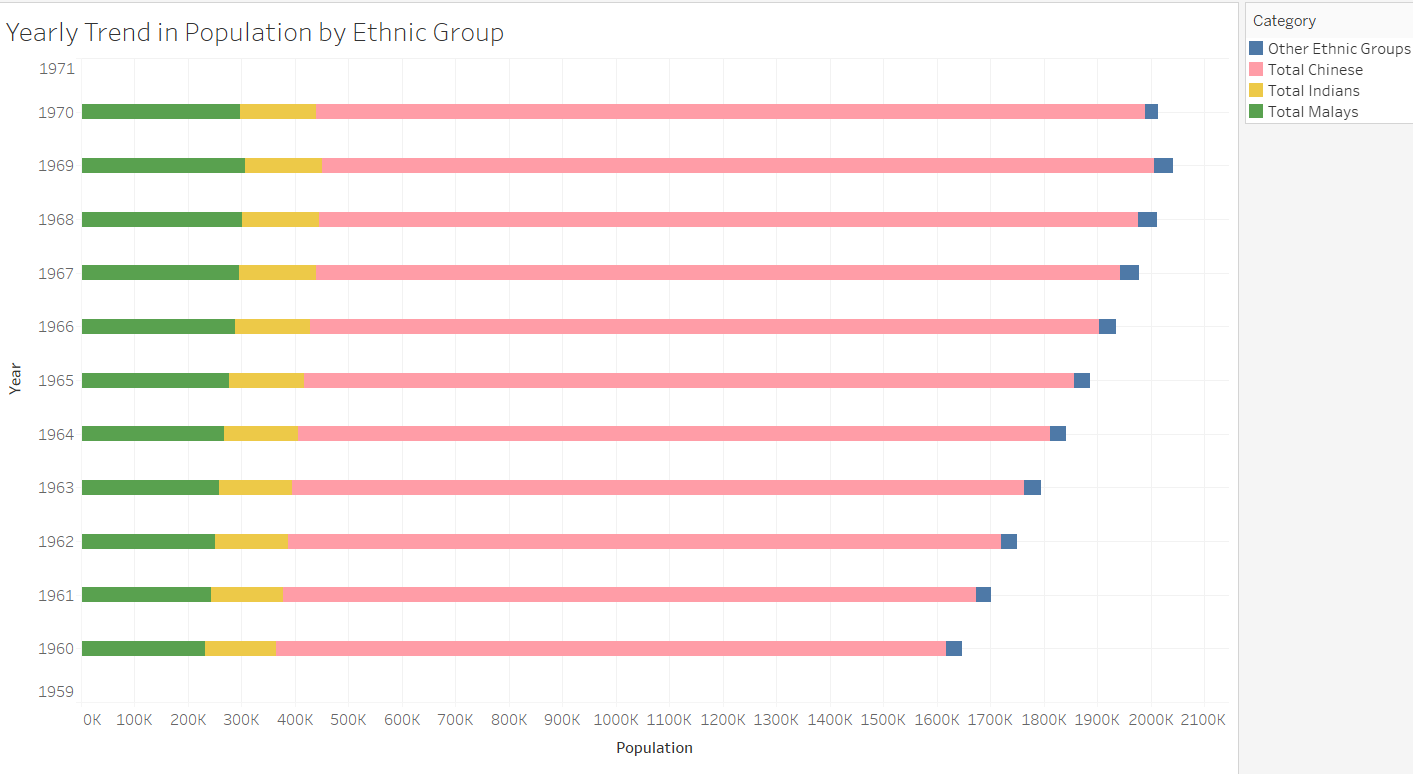 Yearly Trend in Population by Ethnic Group
Category
Other Ethnic Groups
Total Chinese
Total Indians
Total Malays
Year
1971
1970
1969
1968
1967
1966
1965
1964
1963
1962
1961
1960
1959
0K 100K 200K 300K 400K 500K 600K 700K 800K 900K 1000K 1100K 1200K 1300K 1400K 1500K 1600K 1700K 1800K 1900K 2000K 2100K
Population